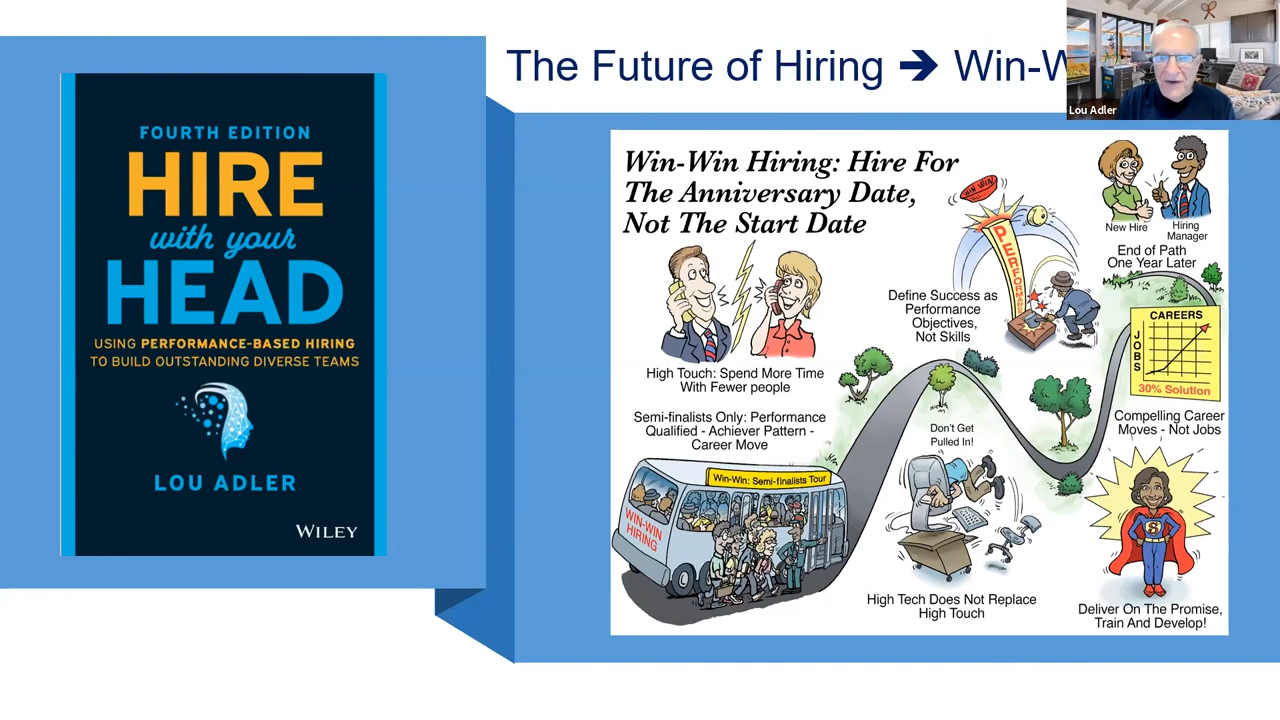 The Future of Hiring ➔ Win-W
Lou Adler
FOURTH EDITION
HIRE
with your
HEAD
USING PERFORMANCE-BASED HIRING
TO BUILD OUTSTANDING DIVERSE TEAMS
LOU ADLER
WILEY
Win-Win Hiring: Hire For
The Anniversary Date,
Not The Start Date
WIN WIN
PERFORMANCE
New Hire
Hiring
Manager
End of Path
One Year Later
Define Success as
Performance
Objectives,
Not Skills
CAREERS
JOBS
30% Solution
High Touch: Spend More Time
With Fewer people
Semi-finalists Only: Performance
Qualified - Achiever Pattern -
Career Move
Compelling Career
Moves - Not Jobs
Don't Get
Pulled In!
Win-Win: Semi-finalists Tour
WIN-WIN
HIRING
S
High Tech Does Not Replace
High Touch
Deliver On The Promise,
Train And Develop!